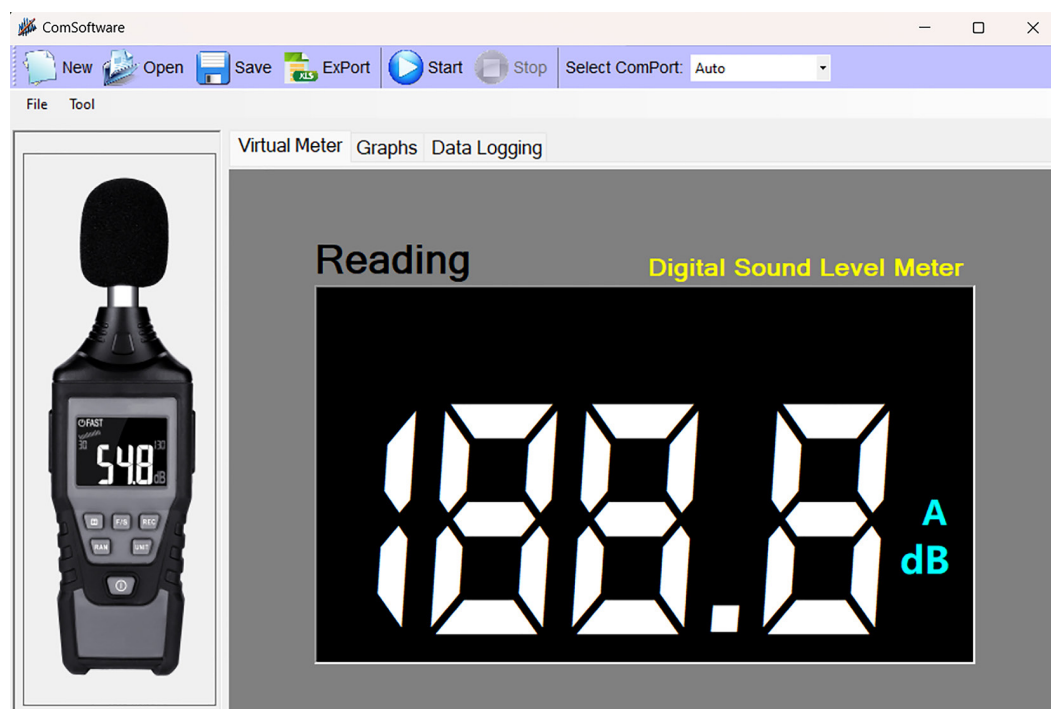 ComSoftware
New Open Save ExPort Start Stop Select ComPort: Auto
File Tool
Virtual Meter Graphs Data Logging
Reading
Digital Sound Level Meter
188.8
A
dB
FAST
30 130
54.8
dB
F/S REC
RAN UNIT